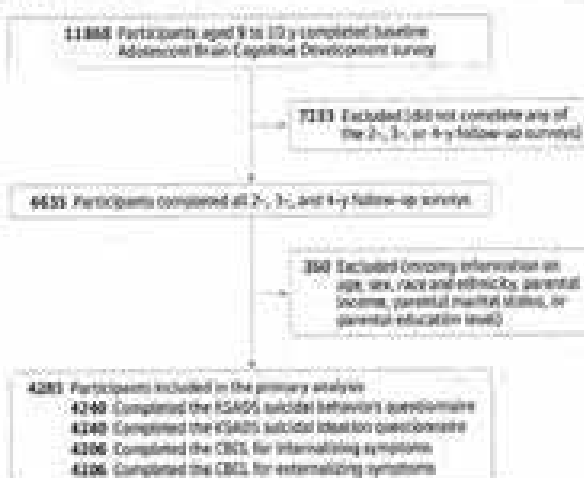 11868 Participants aged 9 to 10 y completed baseline
Adolescent Brain Cognitive Development survey
7233 Excluded (did not complete any of
the 2-, 3-, or 4-y follow-up surveys)
4635 Participants completed all 2-, 3-, and 4-y follow-up surveys
350 Excluded (missing information on
age, sex, race and ethnicity, parental
income, parental marital status, or
parental education level)
4285 Participants included in the primary analysis
4240 Completed the KSADS suicidal behaviors questionnaire
4240 Completed the KSADS suicidal ideation questionnaire
4206 Completed the CBCL for internalizing symptoms
4206 Completed the CBCL for externalizing symptoms